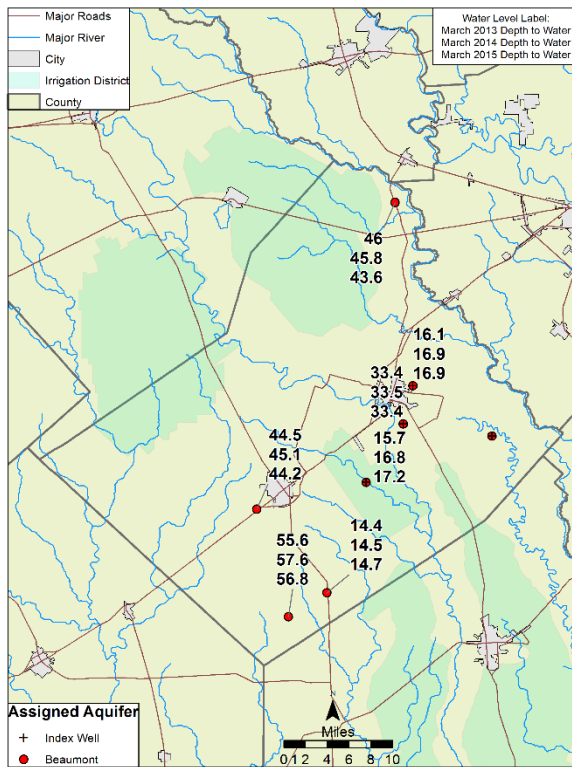 Major Roads
Major River
City
Irrigation District
County
Water Level Label:
March 2013 Depth to Water
March 2014 Depth to Water
March 2015 Depth to Water
46
45.8
43.6
16.1
16.9
16.9
33.4
33.5
33.4
15.7
16.8
17.2
44.5
45.1
44.2
55.6
57.6
56.8
14.4
14.5
14.7
Assigned Aquifer
Index Well
Beaumont
Miles
0 1 2 4 6 8 10